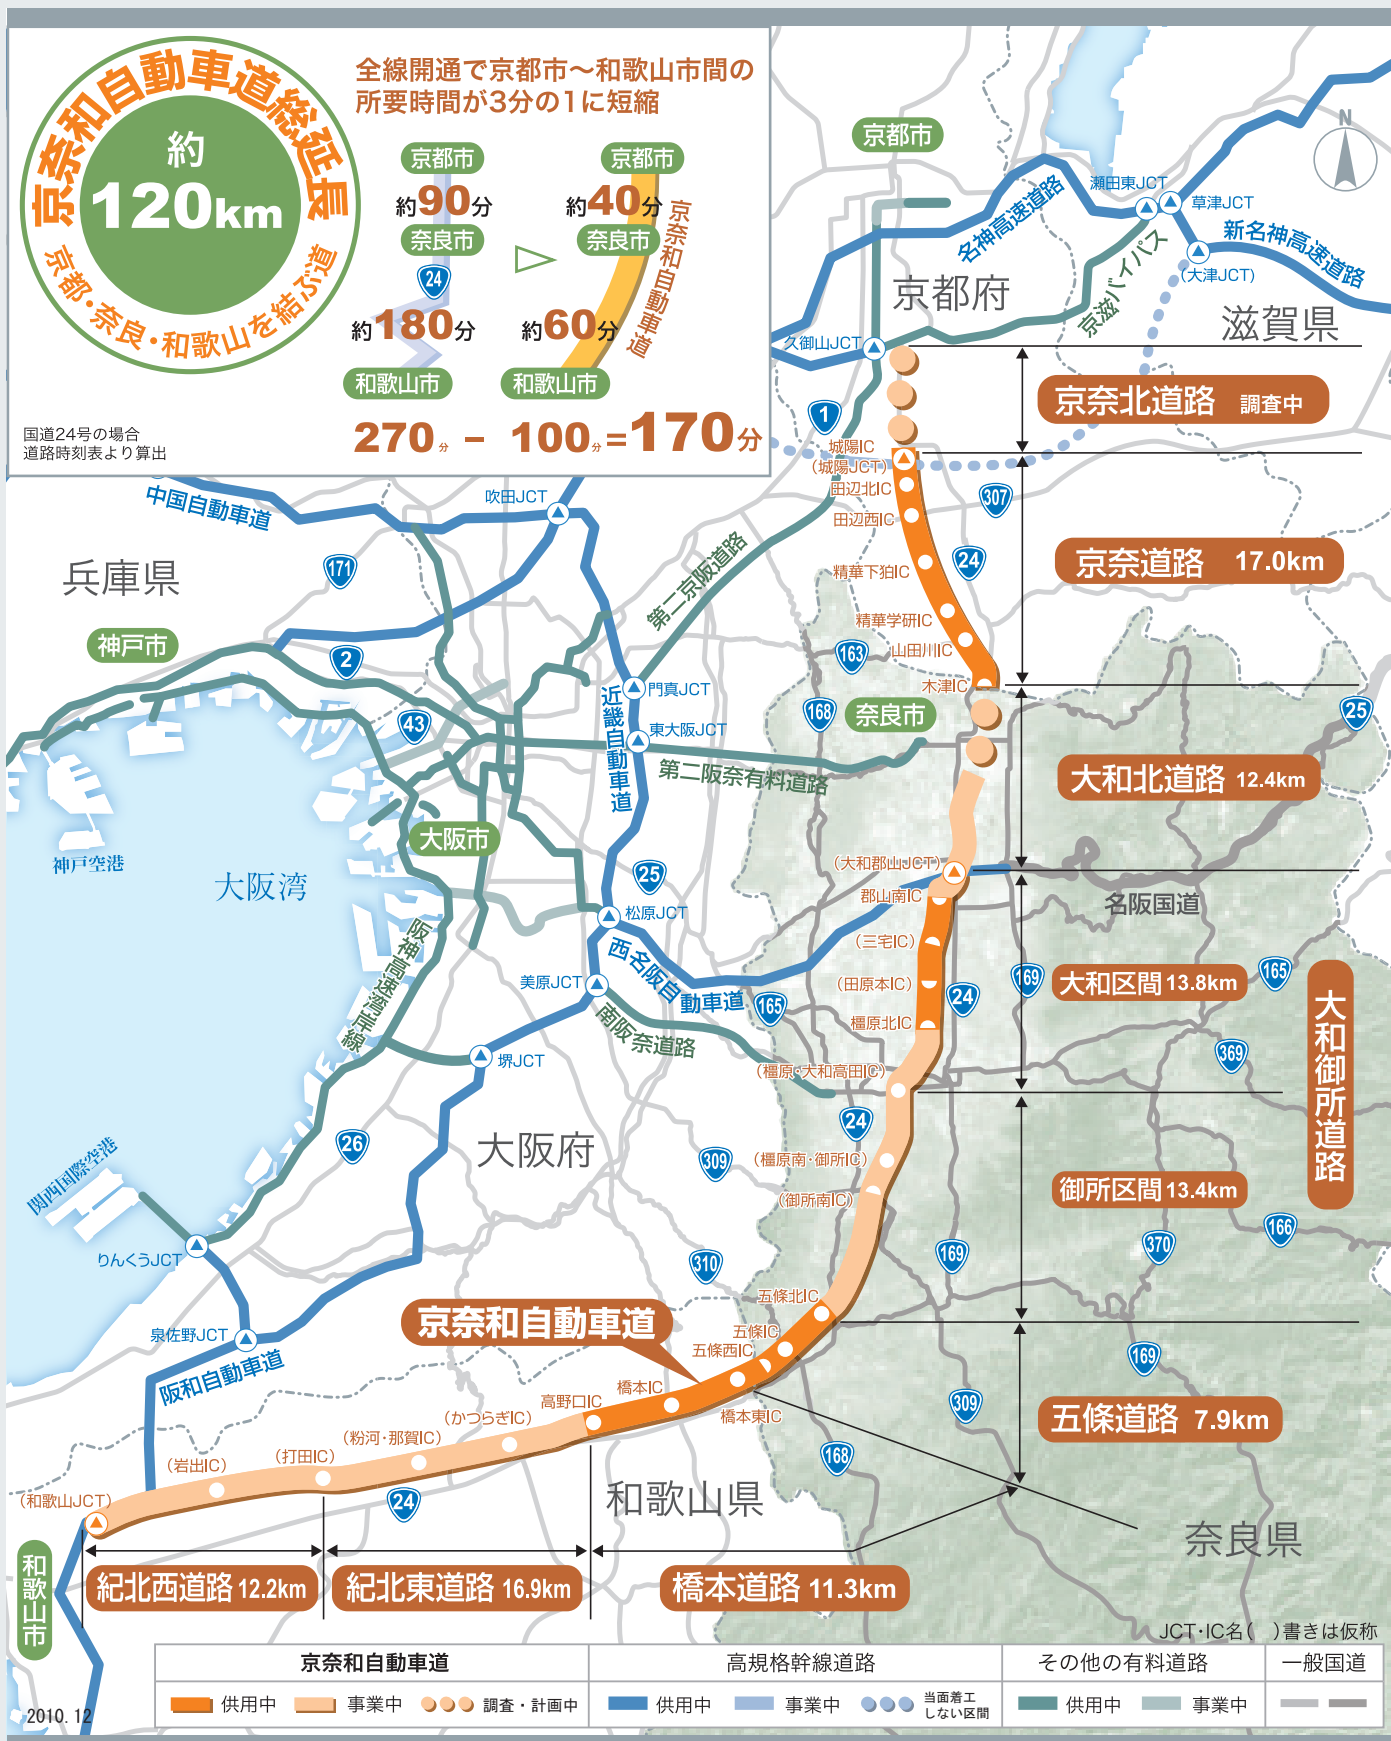 京奈和自動車道総延長
約
120km
京都・奈良・和歌山を結ぶ道
全線開通で京都市～和歌山市間の
所要時間が3分の1に短縮
京都市
約90分
奈良市
24
約180分
和歌山市
京都市
約40分
奈良市
約60分
和歌山市
京奈和自動車道
270分 − 100分=170分
国道24号の場合
道路時刻表より算出
N
京都市
瀬田東JCT
草津JCT
名神高速道路
新名神高速道路
(大津JCT)
京滋バイパス
京都府
滋賀県
久御山JCT
京奈北道路 調査中
1
城陽IC
(城陽JCT)
田辺北IC
田辺西IC
307
24
京奈道路 17.0km
精華下狛IC
精華学研IC
山田川IC
木津IC
163
168
奈良市
25
大和北道路 12.4km
中国自動車道
吹田JCT
171
兵庫県
神戸市
2
43
第二京阪道路
門真JCT
近畿自動車道
東大阪JCT
第二阪奈有料道路
大阪市
神戸空港
大阪湾
25
(大和郡山JCT)
郡山南IC
名阪国道
松原JCT
阪神高速湾岸線
西名阪自動車道
美原JCT
(三宅IC)
(田原本IC)
橿原北IC
165
24
169
大和区間 13.8km
165
大和御所道路
南阪奈道路
堺JCT
(橿原・大和高田IC)
369
24
26
大阪府
309
(橿原南・御所IC)
(御所南IC)
御所区間 13.4km
関西国際空港
りんくうJCT
310
169
370
166
京奈和自動車道
五條北IC
五條IC
五條西IC
泉佐野JCT
阪和自動車道
169
309
五條道路 7.9km
橋本IC
橋本東IC
高野口IC
(かつらぎIC)
(粉河・那賀IC)
(打田IC)
(岩出IC)
(和歌山JCT)
24
168
和歌山県
奈良県
和歌山市
紀北西道路 12.2km
紀北東道路 16.9km
橋本道路 11.3km
JCT・IC名( )書きは仮称
京奈和自動車道
高規格幹線道路
その他の有料道路
一般国道
供用中
事業中
調査・計画中
供用中
事業中
当面着工
しない区間
供用中
事業中
2010.12